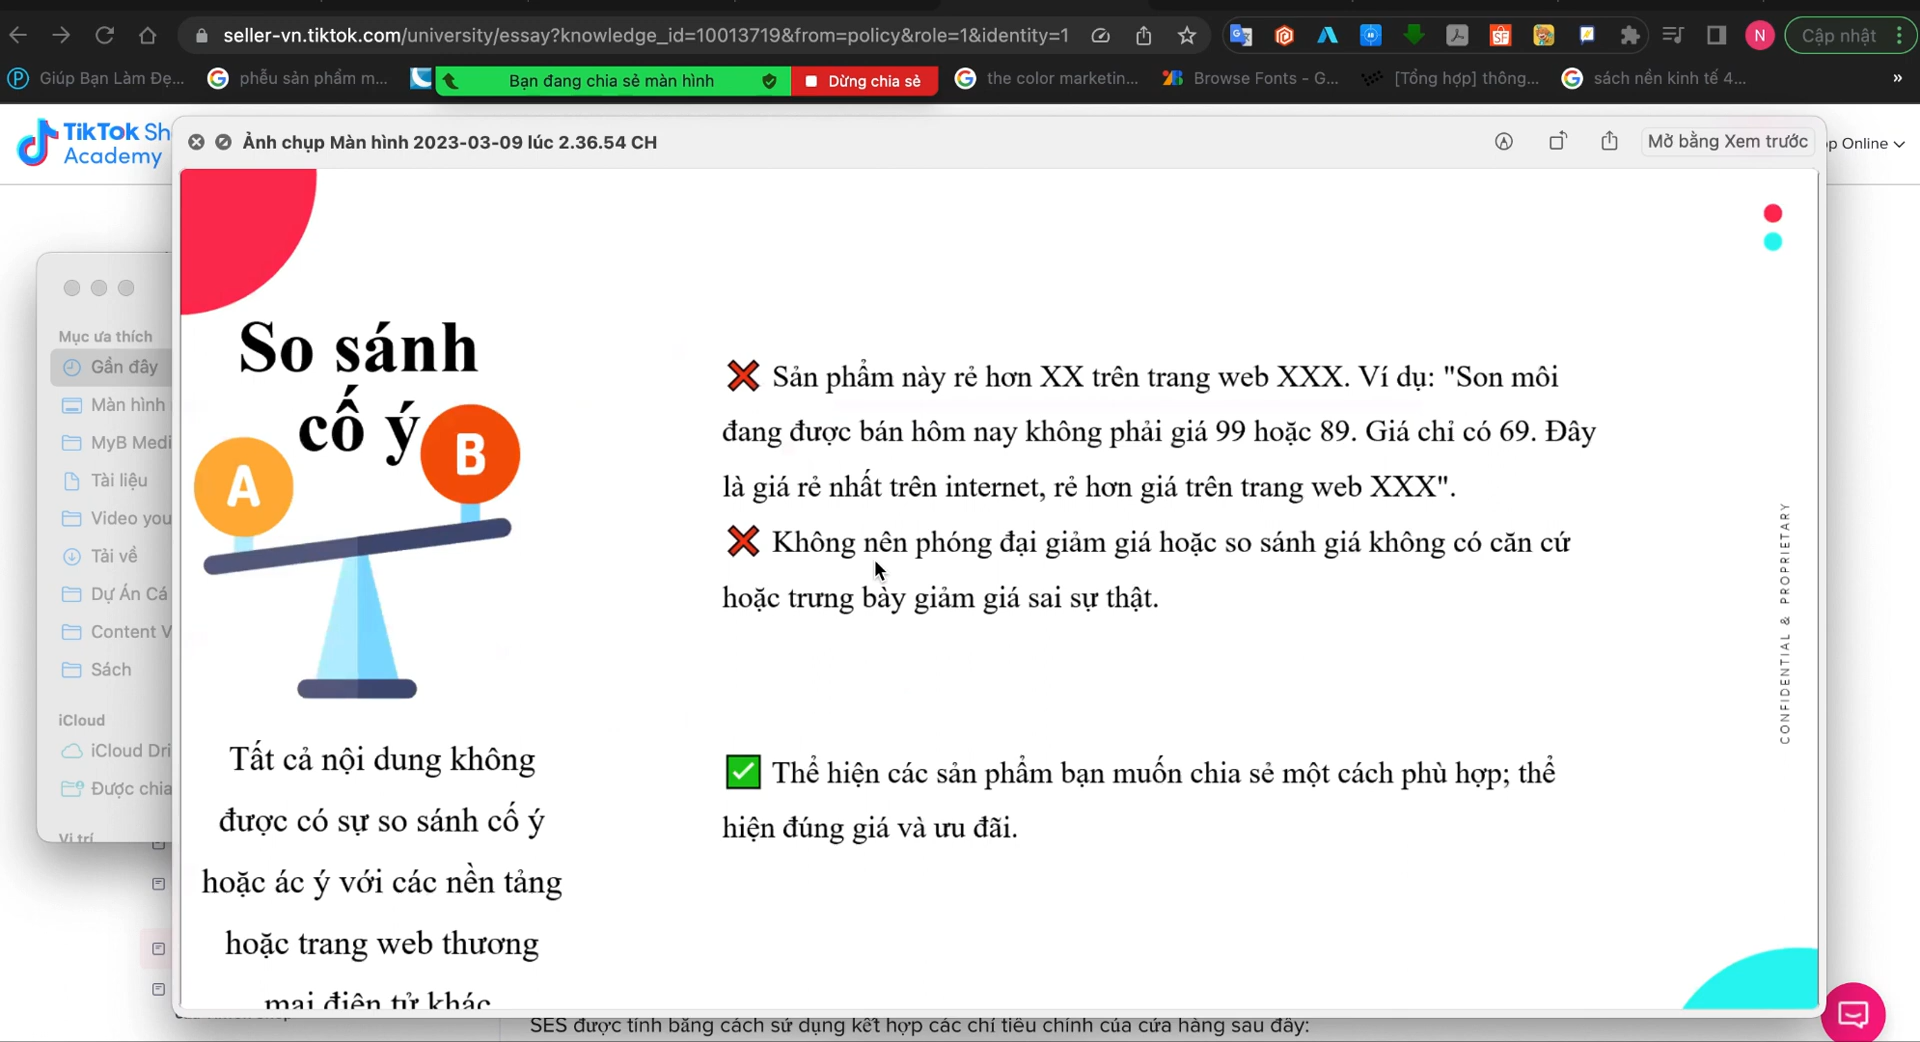 seller-vn.tiktok.com/university/essay?knowledge_id=10013719&from=policy&role=1&identity=1
N
Cập nhật
Giúp Bạn Làm Đẹ...
phễu sản phẩm m...
Bạn đang chia sẻ màn hình
Dừng chia sẻ
the color marketin...
Browse Fonts - G...
[Tổng hợp] thông...
sách nền kinh tế 4...
»
TikTok Sh
Academy
Ảnh chụp Màn hình 2023-03-09 lúc 2.36.54 CH
Mở bằng Xem trước
p Online
Mục ưa thích
Gần đây
Màn hình
MyB Medi
Tài liệu
Video you
Tải về
Dự Án Cá
Content V
Sách
iCloud
iCloud Dri
Được chia
Vị trí
So sánh
cố ý
A
B
Tất cả nội dung không
được có sự so sánh cố ý
hoặc ác ý với các nền tảng
hoặc trang web thương
mại điện tử khác
❌ Sản phẩm này rẻ hơn XX trên trang web XXX. Ví dụ: "Son môi
đang được bán hôm nay không phải giá 99 hoặc 89. Giá chỉ có 69. Đây
là giá rẻ nhất trên internet, rẻ hơn giá trên trang web XXX".
❌ Không nên phóng đại giảm giá hoặc so sánh giá không có căn cứ
hoặc trưng bày giảm giá sai sự thật.
✅ Thể hiện các sản phẩm bạn muốn chia sẻ một cách phù hợp; thể
hiện đúng giá và ưu đãi.
CONFIDENTIAL & PROPRIETARY
SES được tính bằng cách sử dụng kết hợp các chỉ tiêu chính của cửa hàng sau đây: